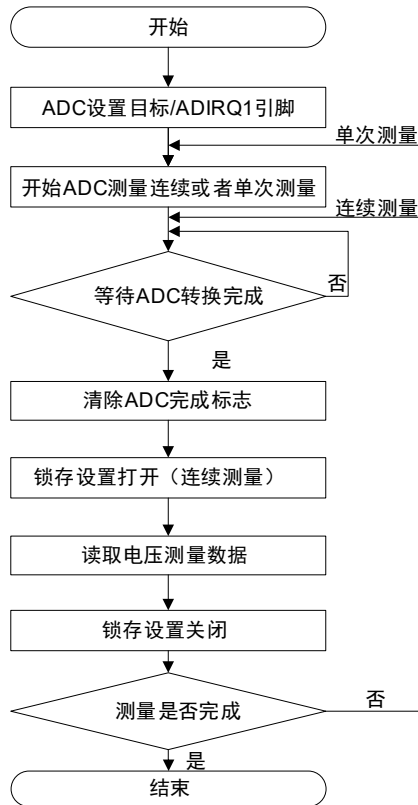 开始
ADC设置目标/ADIRQ1引脚
单次测量
开始ADC测量连续或者单次测量
连续测量
否
等待ADC转换完成
是
清除ADC完成标志
锁存设置打开（连续测量）
读取电压测量数据
锁存设置关闭
否
测量是否完成
是
结束